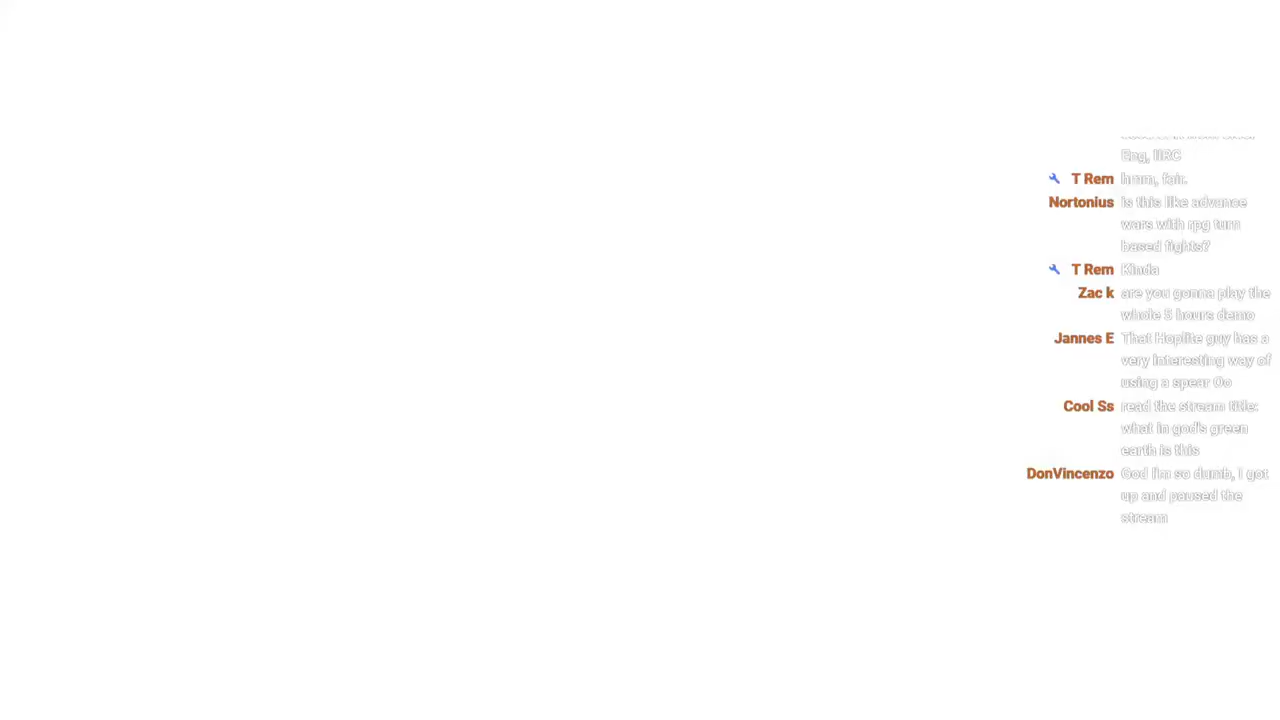 Eng, IIRC
T Rem hmm, fair.
Nortonius Is this like advance
wars with rpg turn
based fights?
T Rem Kinda
Zac k are you gonna play the
whole 5 hours demo
Jannes E That Hoplite guy has a
very interesting way of
using a spear Oo
Cool Ss read the stream title:
what in god's green
earth is this
DonVincenzo God I'm so dumb, I got
up and paused the
stream